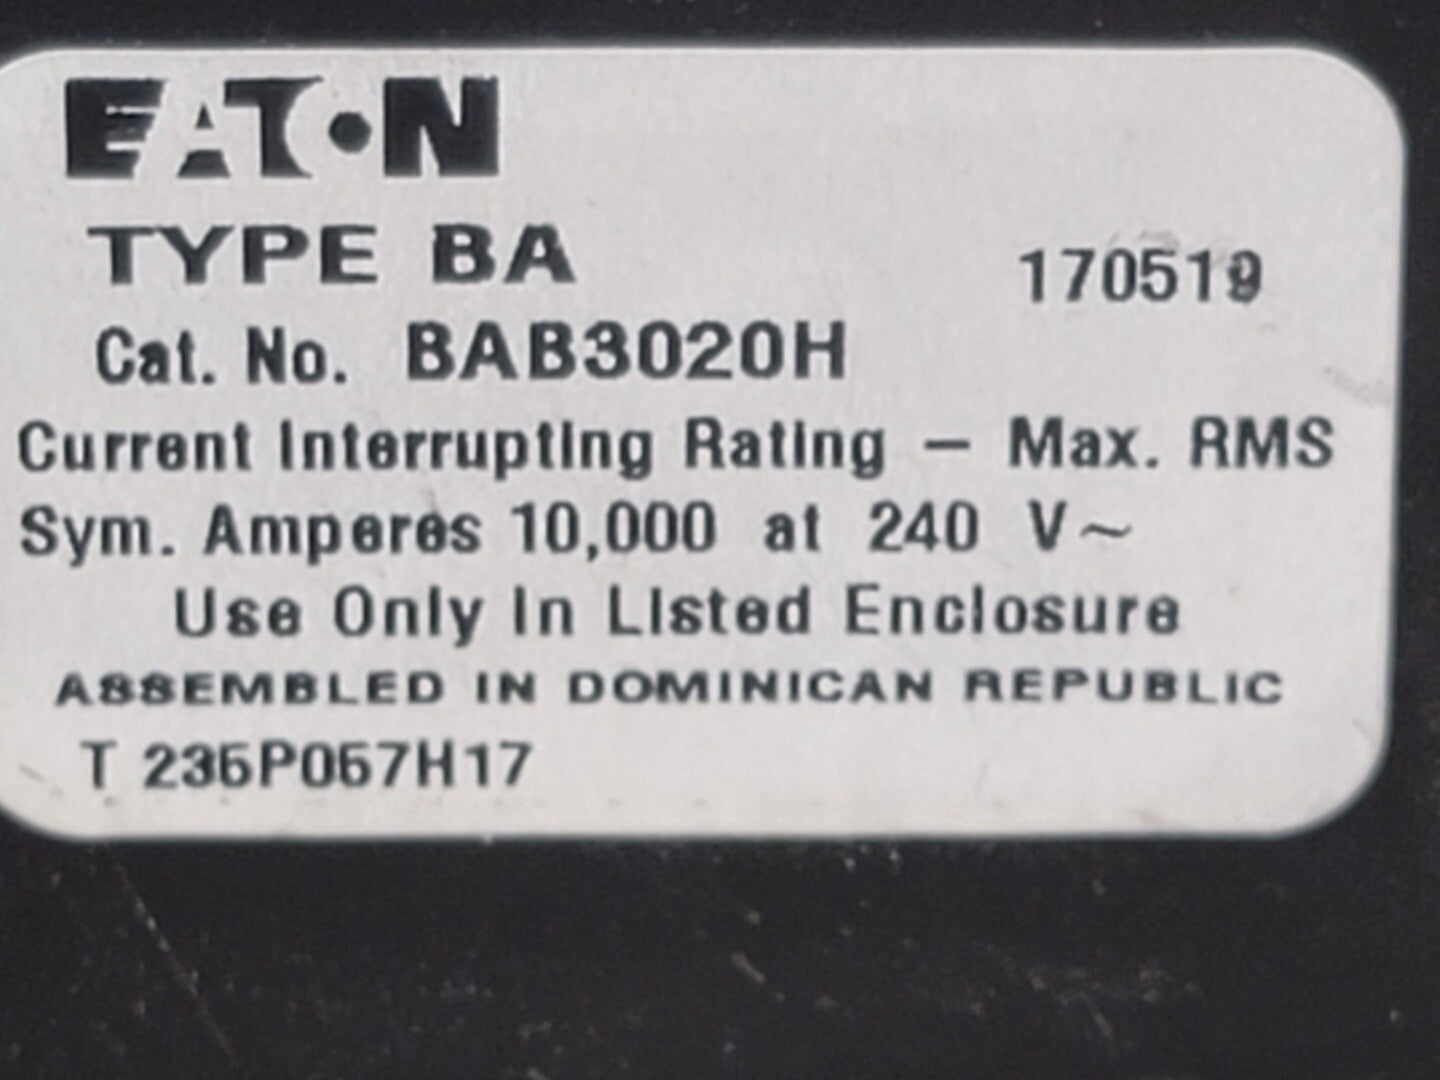 EATON
TYPE BA
170519
Cat. No. BAB3020H
Current Interrupting Rating – Max. RMS
Sym. Amperes 10,000 at 240 V~
Use Only In Listed Enclosure
ASSEMBLED IN DOMINICAN REPUBLIC
T 235P057H17